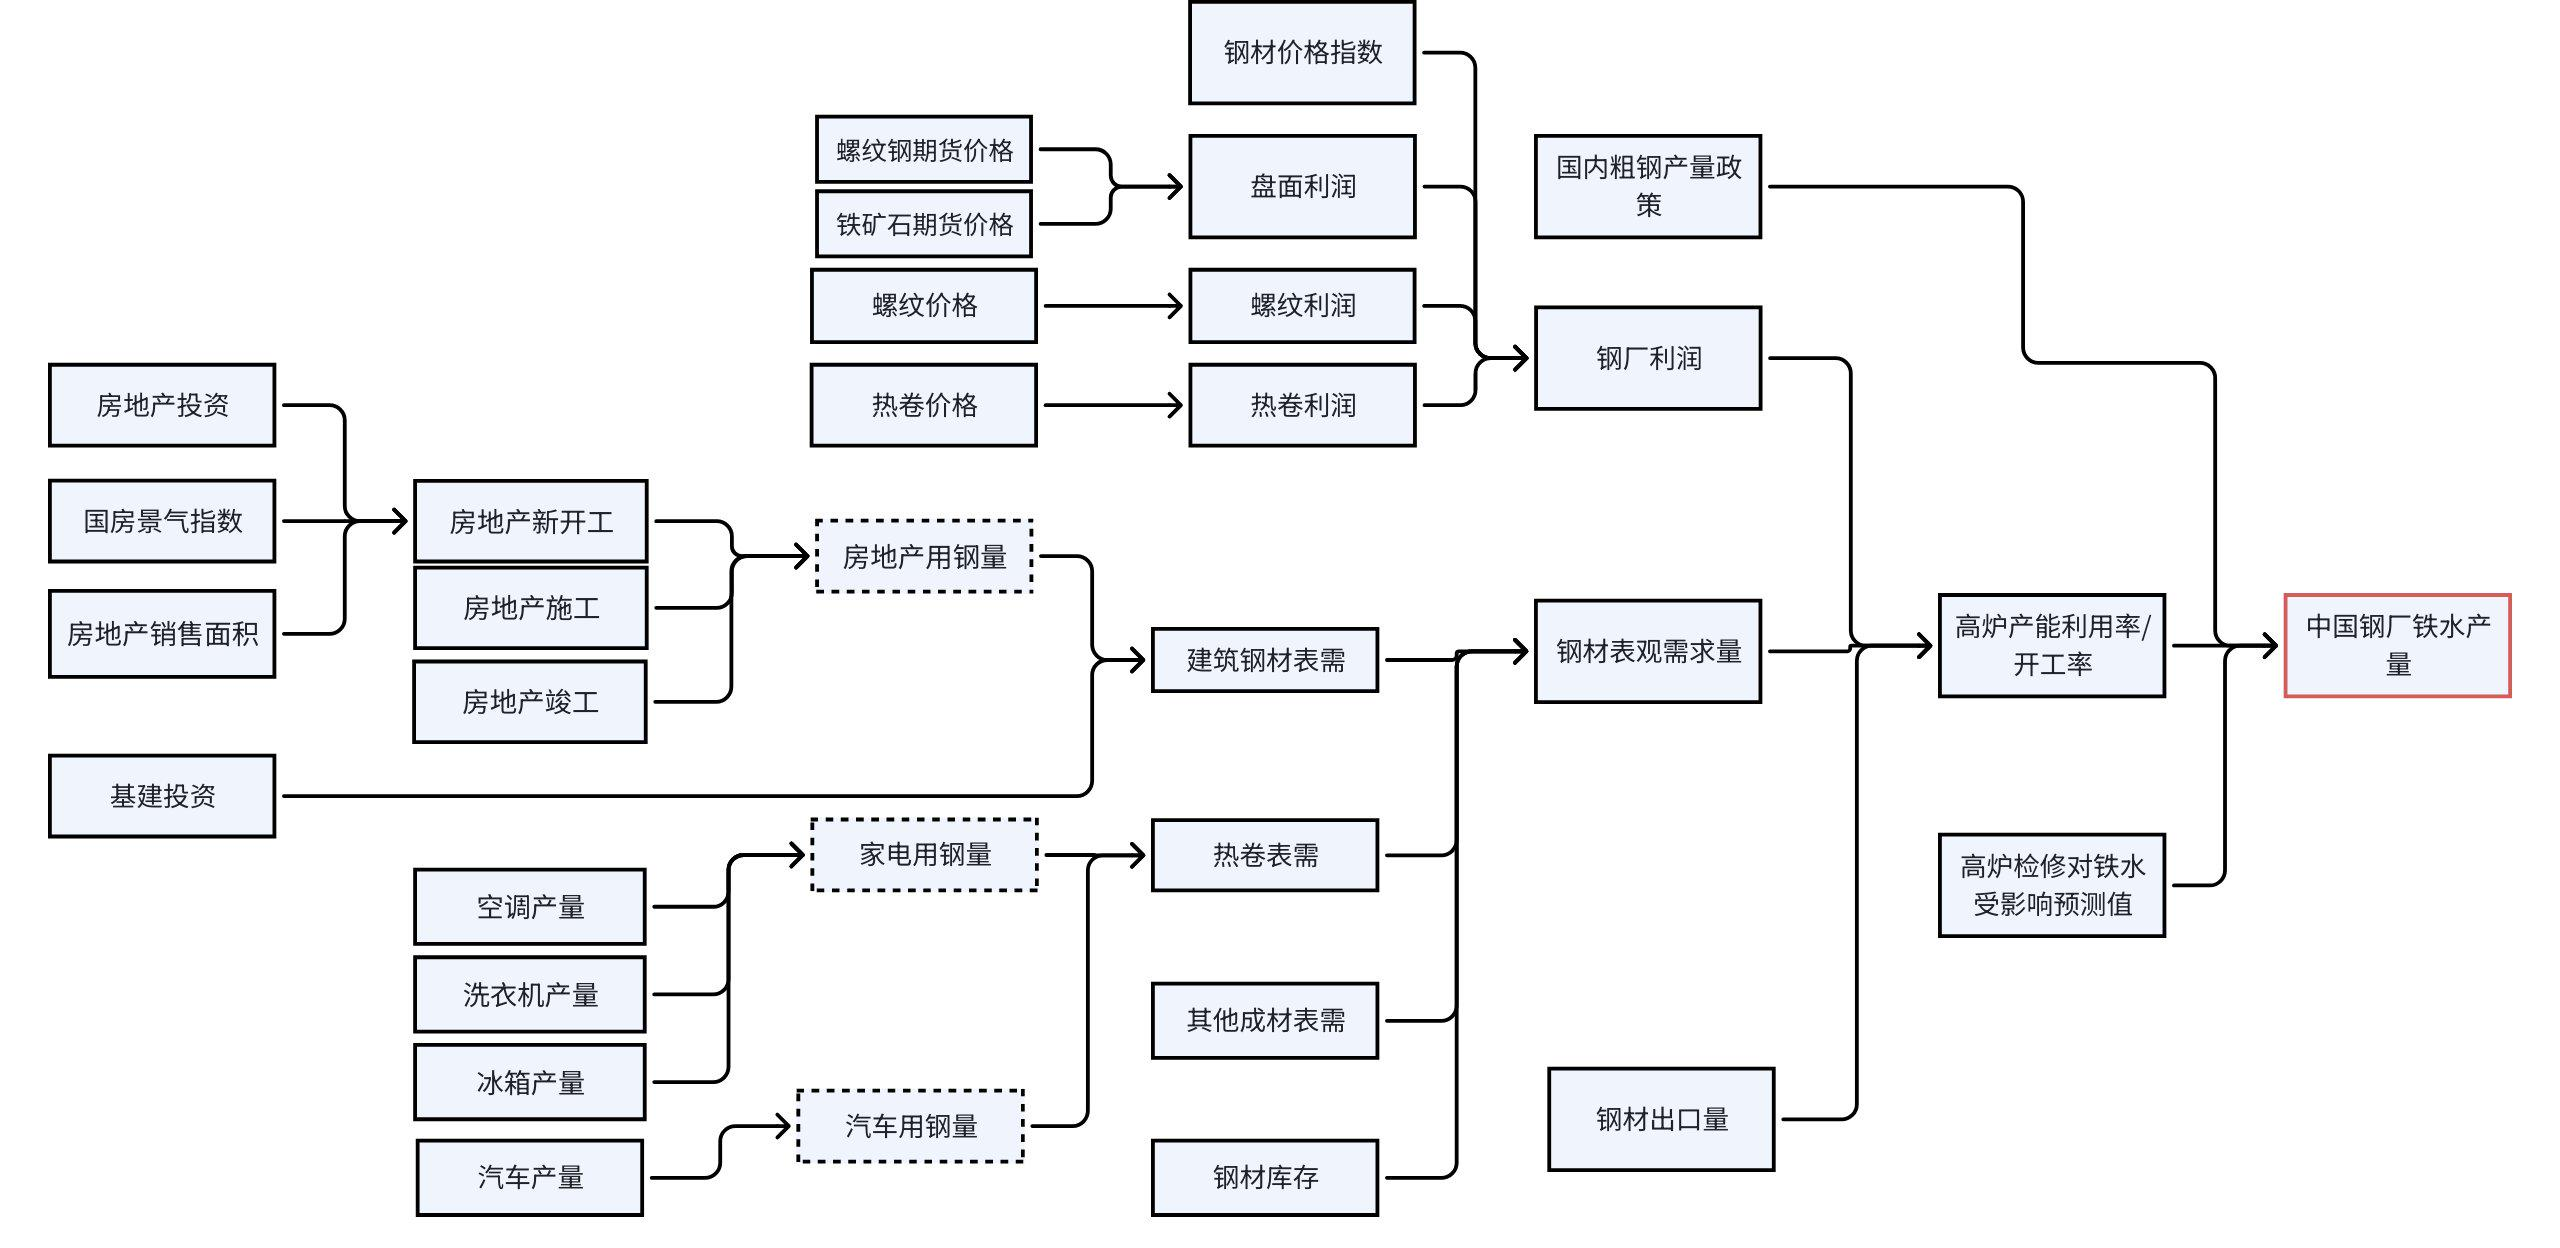 钢材价格指数
螺纹钢期货价格
铁矿石期货价格
盘面利润
国内粗钢产量政
策
螺纹价格
螺纹利润
钢厂利润
热卷价格
热卷利润
房地产投资
国房景气指数
房地产销售面积
房地产新开工
房地产施工
房地产竣工
房地产用钢量
基建投资
建筑钢材表需
钢材表观需求量
高炉产能利用率/
开工率
中国钢厂铁水产
量
家电用钢量
热卷表需
高炉检修对铁水
受影响预测值
空调产量
洗衣机产量
冰箱产量
汽车产量
汽车用钢量
其他成材表需
钢材库存
钢材出口量